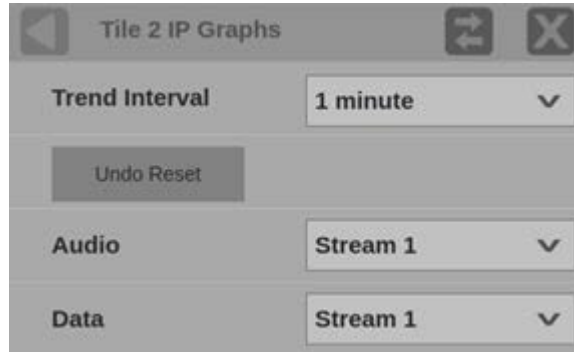 Tile 2 IP Graphs
Trend Interval 1 minute
Undo Reset
Audio Stream 1
Data Stream 1